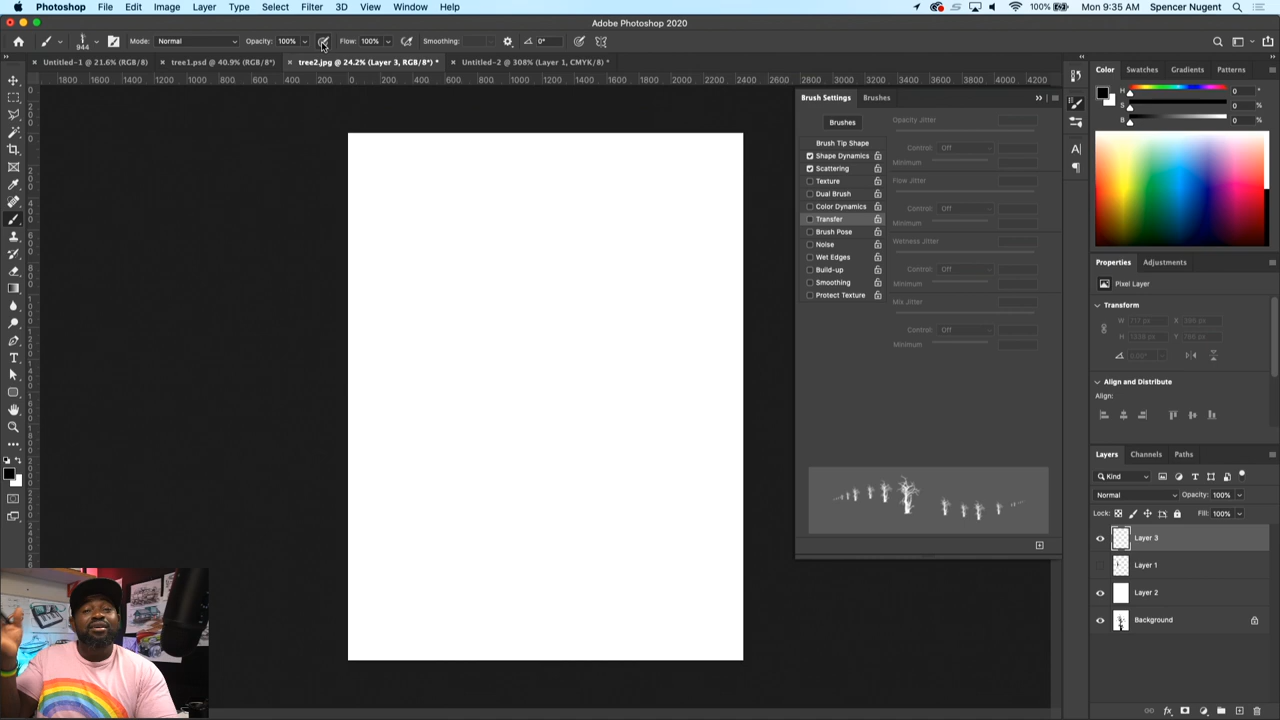 Photoshop File Edit Image Layer Type Select Filter 3D View Window Help 100% Mon 9:35 AM Spencer Nugent
Adobe Photoshop 2020
944 Mode: Normal Opacity: 100% Flow: 100% Smoothing: 0°
Untitled-1 @ 21.6% (RGB/8) tree1.psd @ 40.9% (RGB/8*) tree2.jpg @ 24.2% (Layer 3, RGB/8*) * Untitled-2 @ 308% (Layer 1, CMYK/8) *
1800 1600 1400 1200 1000 800 600 400 200 0 200 400 600 800 1000 1200 1400 1600 1800 2000 2200 2400 2600 2800 3000 3200 3400 3600 3800 4000 4200
Brush Settings Brushes
Brushes
Brush Tip Shape
Shape Dynamics
Scattering
Texture
Dual Brush
Color Dynamics
Transfer
Brush Pose
Noise
Wet Edges
Build-up
Smoothing
Protect Texture
Opacity Jitter
Control: Off
Minimum
Flow Jitter
Control: Off
Minimum
Wetness Jitter
Control: Off
Minimum
Mix Jitter
Control: Off
Minimum
Color Swatches Gradients Patterns
H 0 °
S 0 %
B 0 %
Properties Adjustments
Pixel Layer
Transform
W X
H Y
0.00°
Align and Distribute
Align:
Layers Channels Paths
Kind
Normal Opacity: 100%
Lock: Fill: 100%
Layer 3
Layer 1
Layer 2
Background